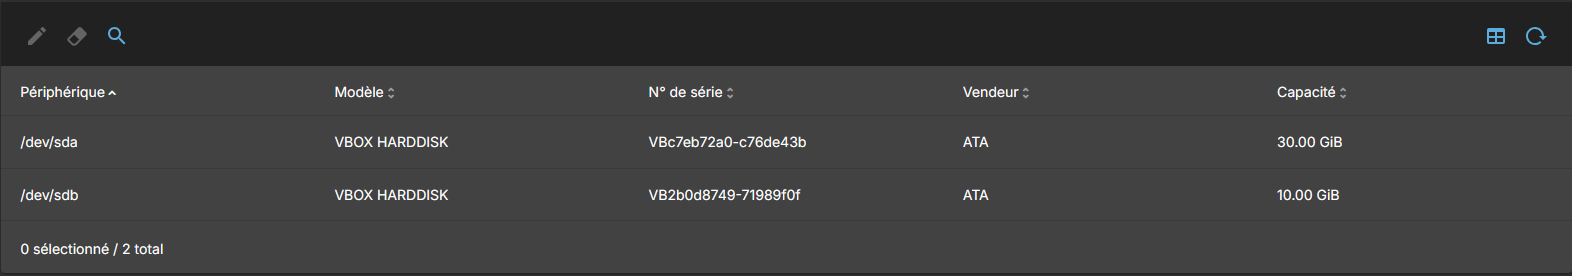 Périphérique Modèle N° de série Vendeur Capacité
/dev/sda VBOX HARDDISK VBc7eb72a0-c76de43b ATA 30.00 GiB
/dev/sdb VBOX HARDDISK VB2b0d8749-71989f0f ATA 10.00 GiB
0 sélectionné / 2 total